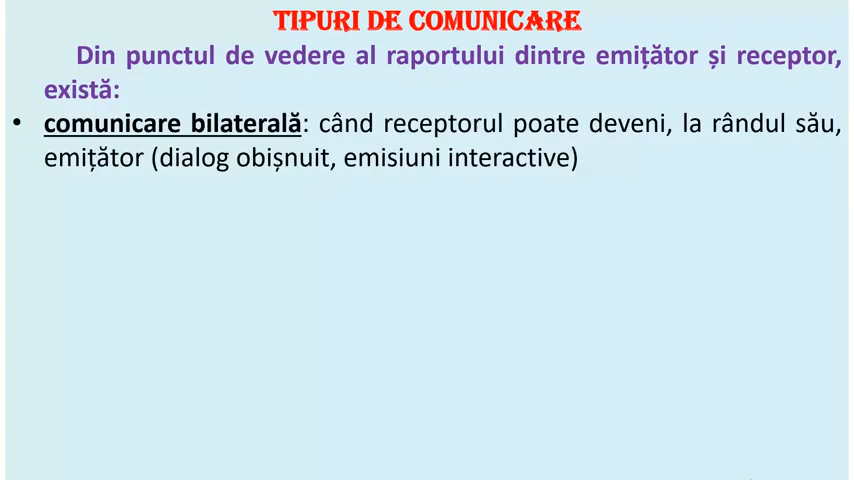 TIPURI DE COMUNICARE
Din punctul de vedere al raportului dintre emițător și receptor,
există:
• comunicare bilaterală: când receptorul poate deveni, la rândul său,
emițător (dialog obișnuit, emisiuni interactive)